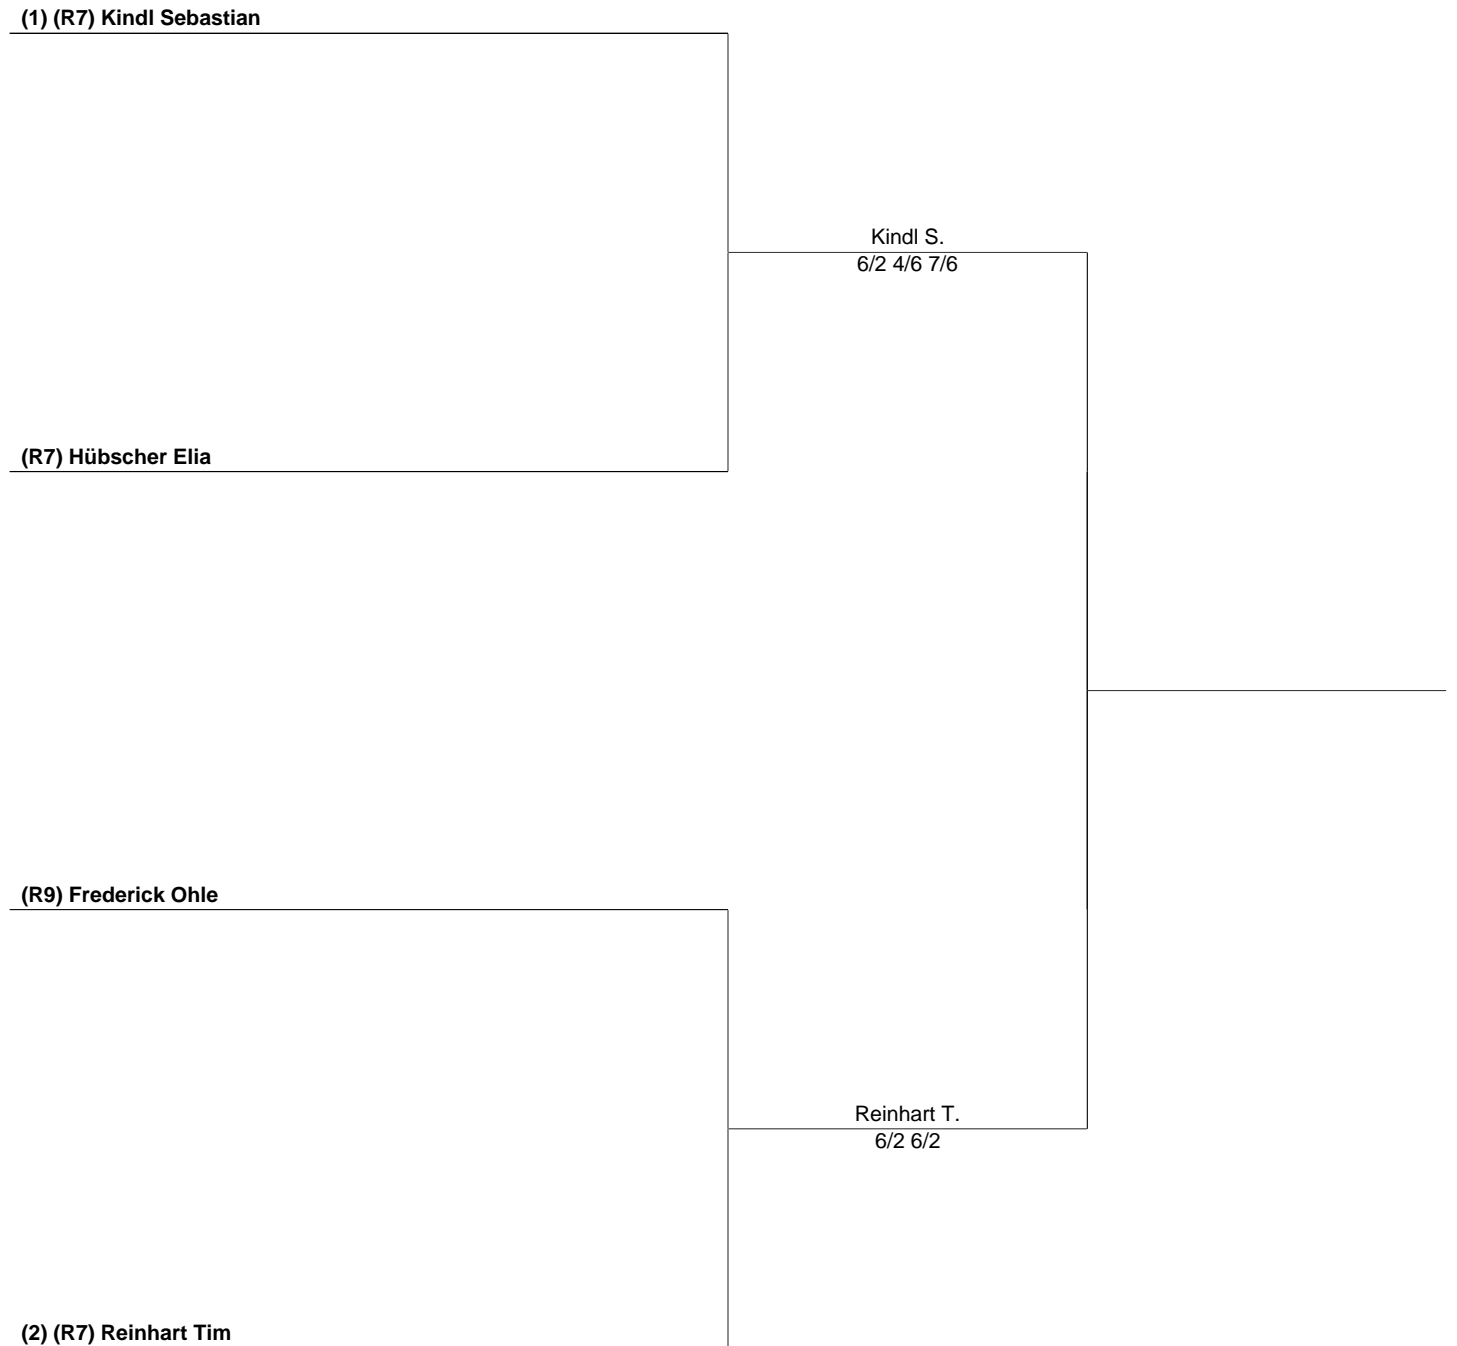 (1) (R7) Kindl Sebastian
Kindl S.
6/2 4/6 7/6
(R7) Hübscher Elia
(R9) Frederick Ohle
Reinhart T.
6/2 6/2
(2) (R7) Reinhart Tim